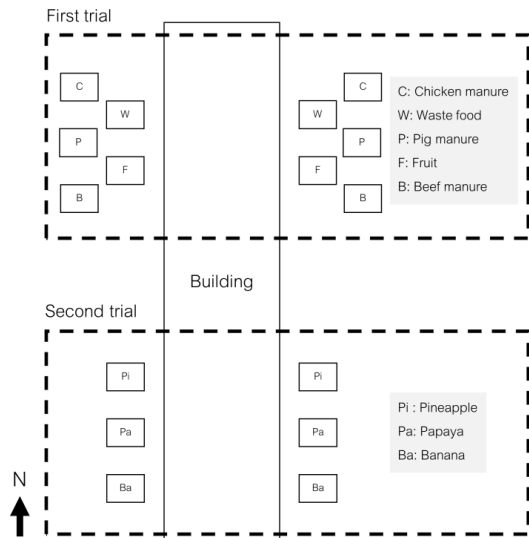 First trial
C
C
W
W
P
P
F
F
B
B
C: Chicken manure
W: Waste food
P: Pig manure
F: Fruit
B: Beef manure
Building
Second trial
Pi
Pi
Pa
Pa
Ba
Ba
Pi : Pineapple
Pa: Papaya
Ba: Banana
N